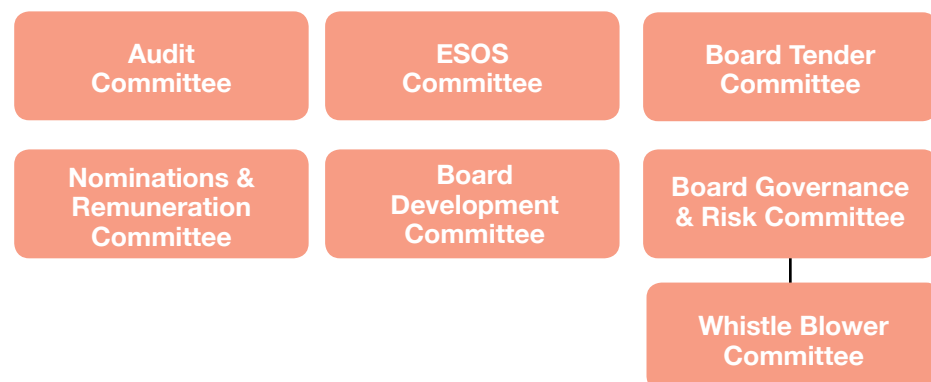 Audit
Committee
ESOS
Committee
Board Tender
Committee
Nominations &
Remuneration
Committee
Board
Development
Committee
Board Governance
& Risk Committee
Whistle Blower
Committee